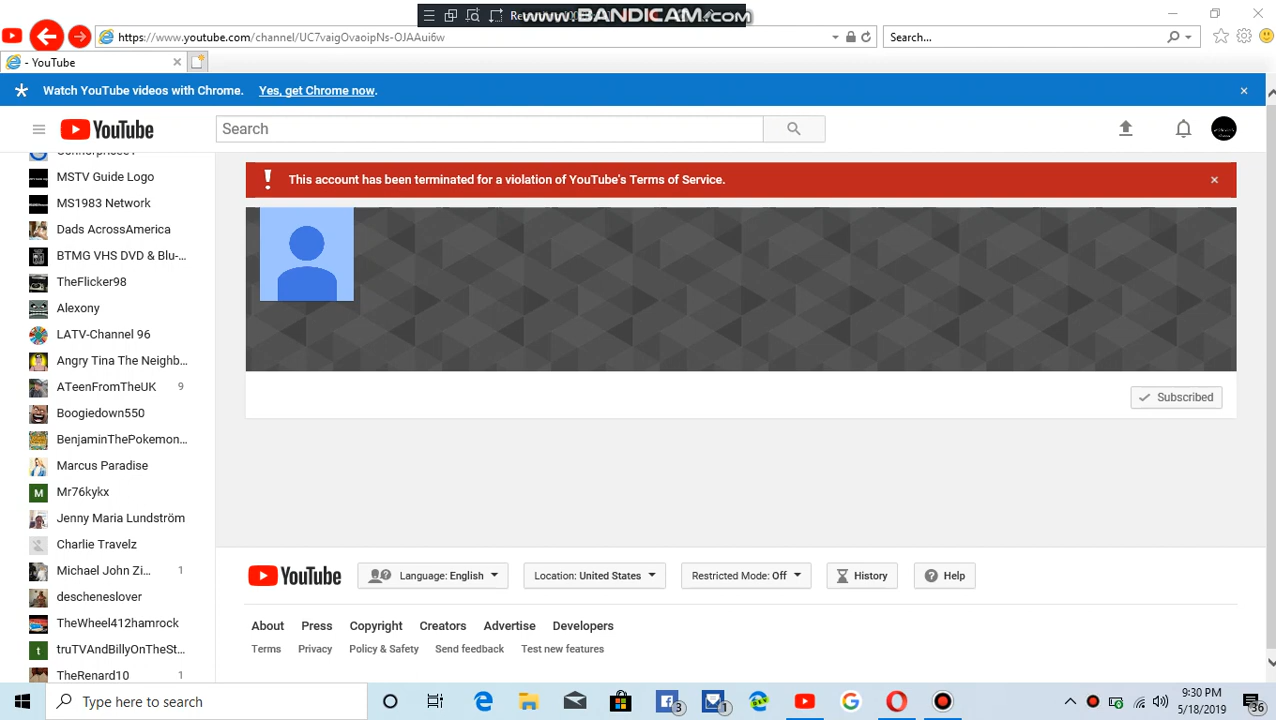 www.BANDICAM.com
https://www.youtube.com/channel/UC7vaigOvaoipNs-OJAAui6w
Search...
- YouTube
Watch YouTube videos with Chrome. Yes, get Chrome now.
YouTube
Search
MSTV Guide Logo
MS1983 Network
Dads AcrossAmerica
BTMG VHS DVD & Blu-...
TheFlicker98
Alexony
LATV-Channel 96
Angry Tina The Neighb...
ATeenFromTheUK 9
Boogiedown550
BenjaminThePokemon...
Marcus Paradise
M Mr76kykx
Jenny Maria Lundström
Charlie Travelz
Michael John Zi... 1
descheneslover
TheWheel412hamrock
t truTVAndBillyOnTheSt...
TheRenard10 1
This account has been terminated for a violation of YouTube's Terms of Service.
Subscribed
YouTube
Language: English
Location: United States
Restricted Mode: Off
History
Help
About Press Copyright Creators Advertise Developers
Terms Privacy Policy & Safety Send feedback Test new features
Type here to search
3
1
9:30 PM
5/18/2019
36